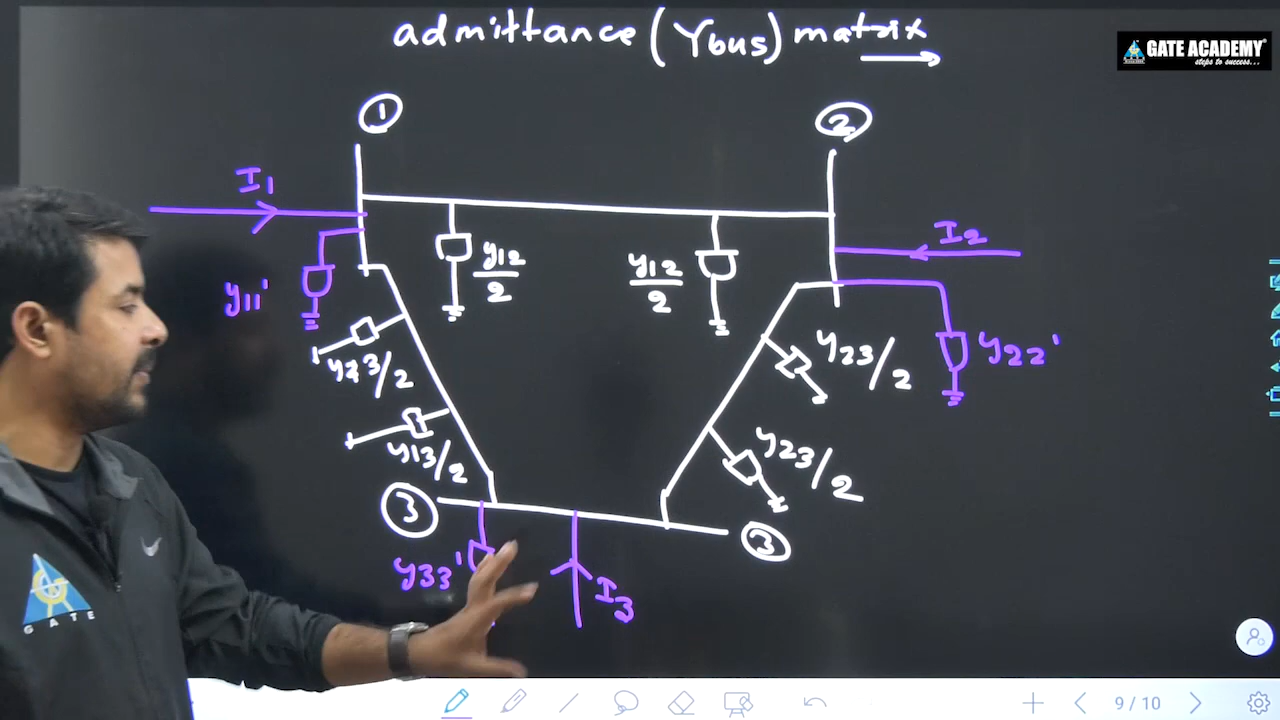 admittance (Ybus) matrix
GATE ACADEMY
steps to success...
1
2
I1
I2
y11'
y12/2
y12/2
y22'
y23/2
y13/2
y23/2
3
3
y33'
I3
GATE
9/10